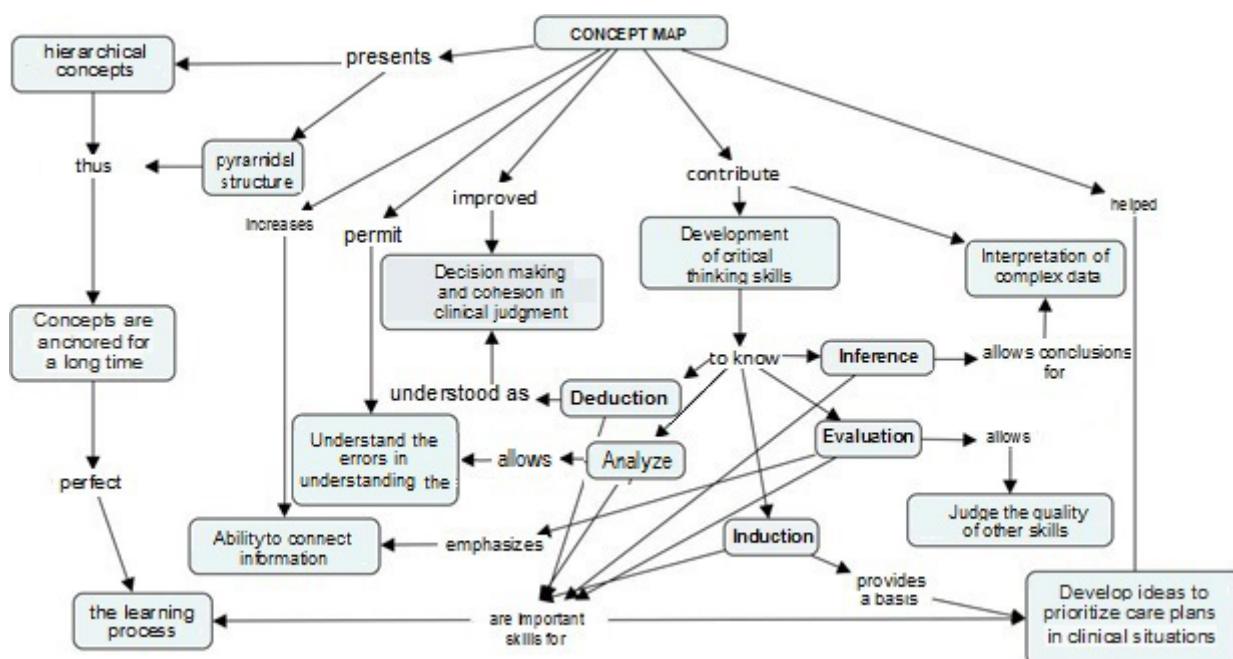 CONCEPT MAP
hierarchical
concepts
presents
thus
pyramidal
structure
contribute
improved
helped
Increases
permit
Development
of critical
thinking skills
Interpretation of
complex data
Decision making
and cohesion in
clinical judgment
Concepts are
ancnored for
a long time
to know
Inference
allows conclusions
for
understood as
Deduction
Evaluation
allows
Understand the
errors in
understanding the
allows
Analyze
perfect
Judge the quality
of other skills
Abilityto connect
information
emphasizes
Induction
provides
a basis
the learning
process
are important
skills for
Develop ideas to
prioritize care plans
in clinical situations